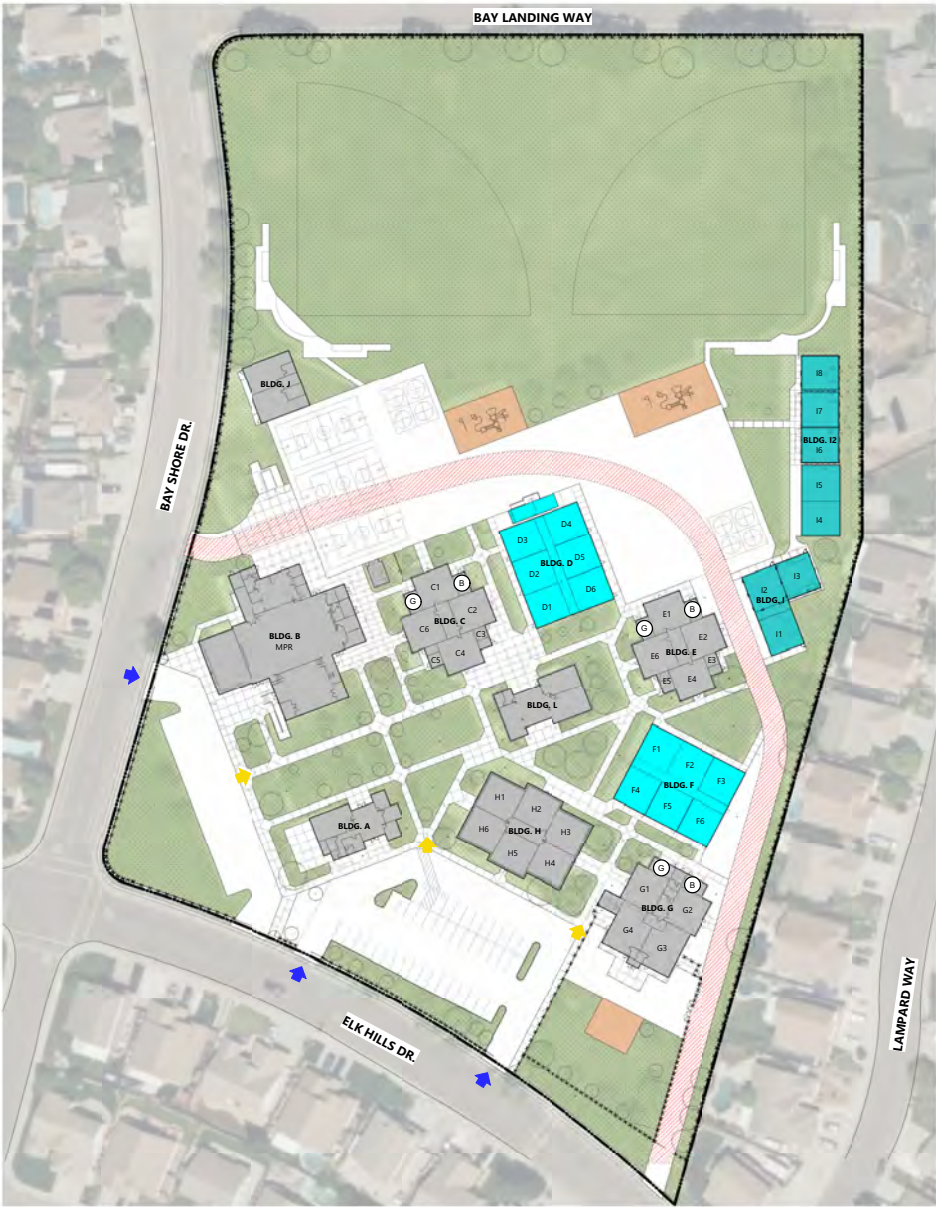 BAY LANDING WAY
I8
BLDG. J
I7
BLDG. I2
I6
BAY SHORE DR.
I5
I4
D4
D3
D5
BLDG. D
D2
I3
B
C1
I2
D6
G
BLDG. I
D1
C2
E1
B
BLDG. C
G
C6
I1
C3
BLDG. B
E2
MPR
BLDG. E
C4
E6
C5
E3
E4
E5
BLDG. L
F1
F2
F3
BLDG. F
F4
H1
F5
H2
F6
BLDG. A
H6
BLDG. H
H3
H5
H4
G
B
G1
BLDG. G
G2
G4
G3
LAMPARD WAY
ELK HILLS DR.